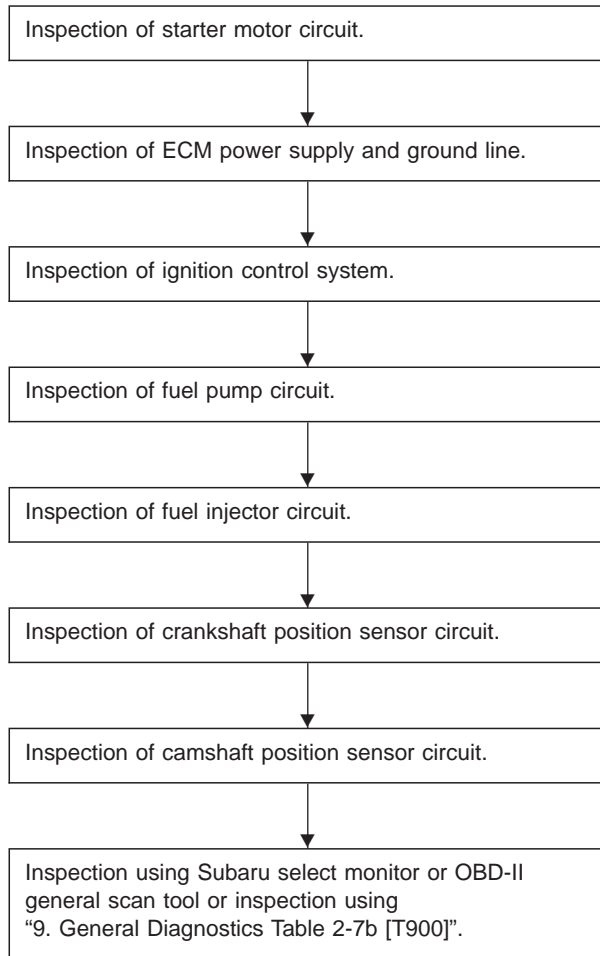 Inspection of starter motor circuit.
Inspection of ECM power supply and ground line.
Inspection of ignition control system.
Inspection of fuel pump circuit.
Inspection of fuel injector circuit.
Inspection of crankshaft position sensor circuit.
Inspection of camshaft position sensor circuit.
Inspection using Subaru select monitor or OBD-II
general scan tool or inspection using
“9. General Diagnostics Table 2-7b [T900]”.